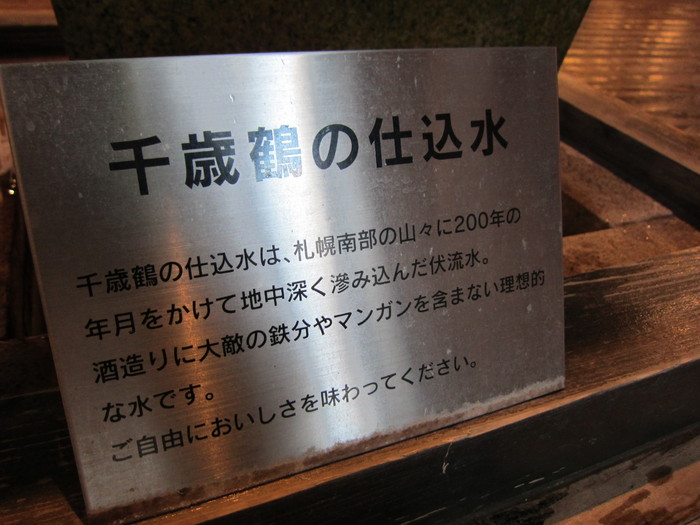 千歳鶴の仕込水
千歳鶴の仕込水は、札幌南部の山々に200年の
年月をかけて地中深く滲み込んだ伏流水。
酒造りに大敵の鉄分やマンガンを含まない理想的
な水です。
ご自由においしさを味わってください。